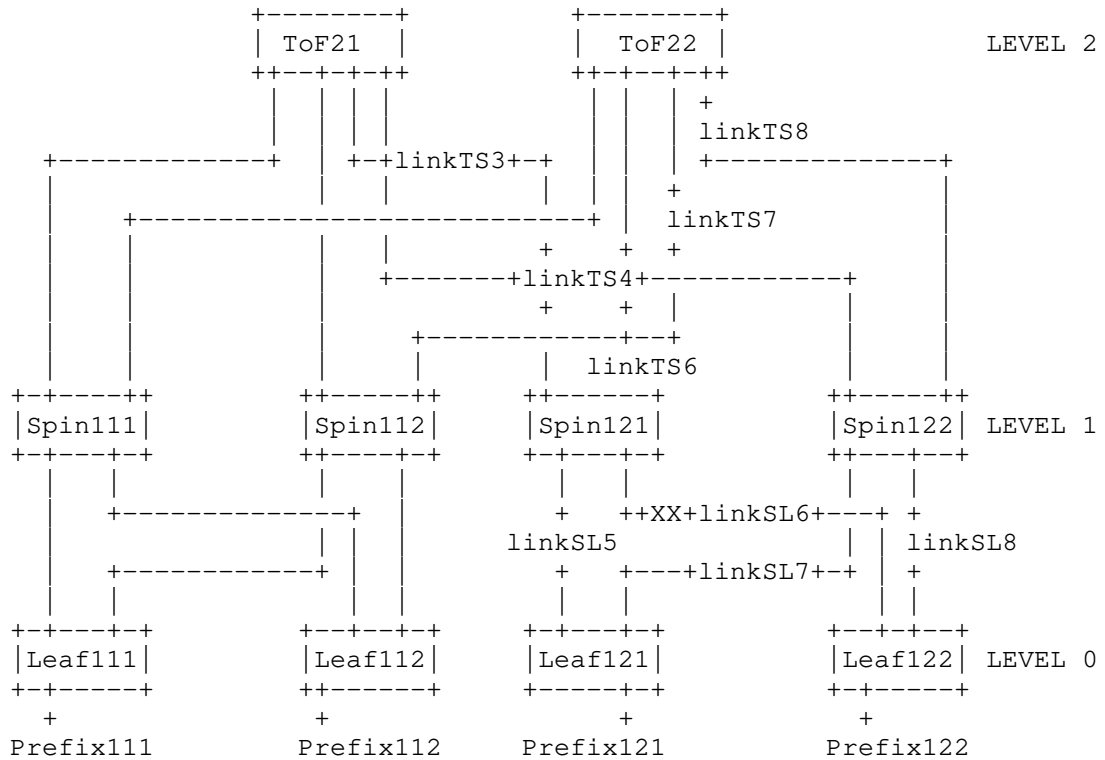 ToF21 ToF22 LEVEL 2
linkTS8
linkTS3
linkTS7
linkTS4
linkTS6
Spin111 Spin112 Spin121 Spin122 LEVEL 1
XX linkSL6
linkSL5 linkSL8
linkSL7
Leaf111 Leaf112 Leaf121 Leaf122 LEVEL 0
Prefix111 Prefix112 Prefix121 Prefix122